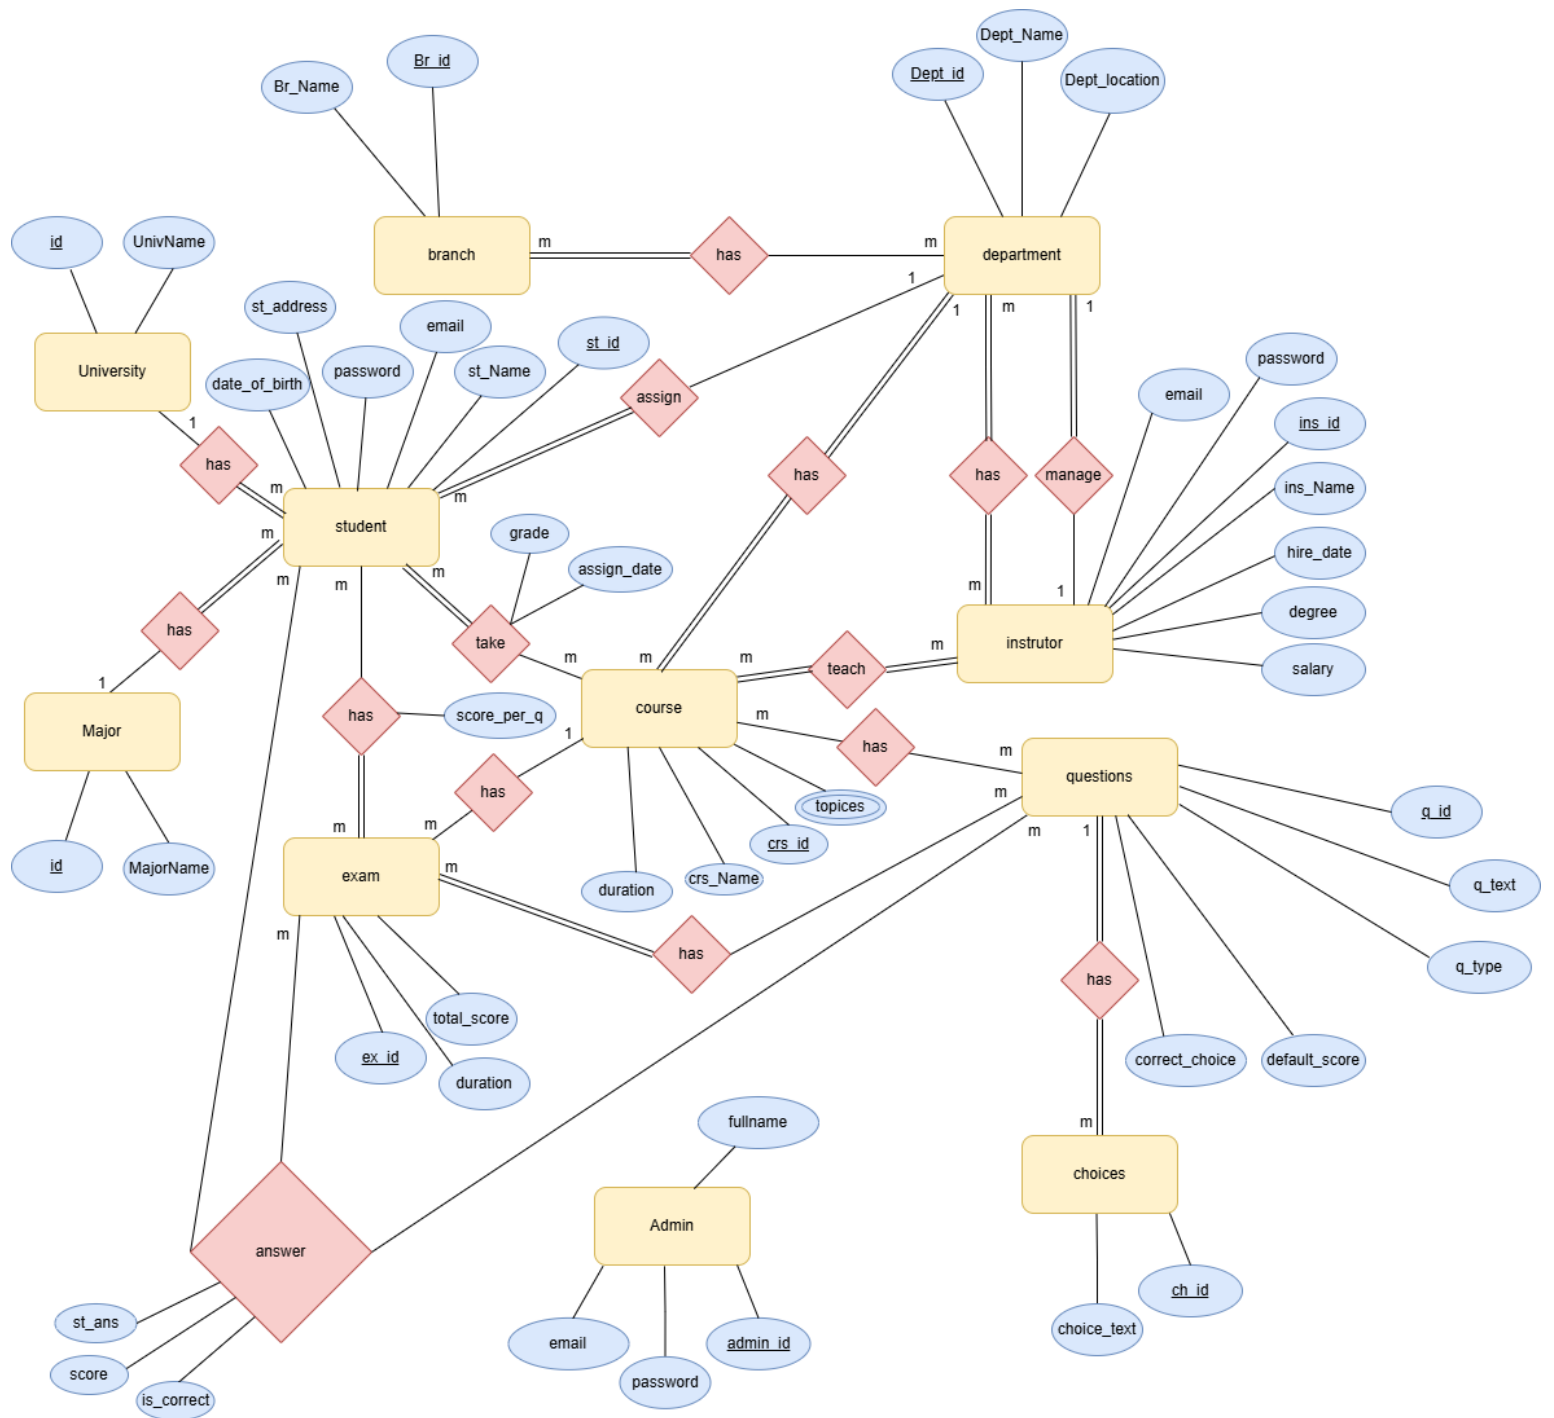 Dept_Name
Br_id
Dept_id
Dept_location
Br_Name
id
UnivName
m
m
branch
has
department
1
st_address
1
m
1
email
st_id
password
University
date_of_birth
password
st_Name
email
assign
1
ins_id
has
m
m
has
has
manage
ins_Name
m
student
grade
hire_date
m
m
m
m
assign_date
m
1
degree
has
take
m
m
m
m
instrutor
teach
salary
1
has
score_per_q
course
m
Major
1
has
m
has
questions
m
topices
q_id
m
m
m
1
crs_id
id
MajorName
m
exam
crs_Name
duration
q_text
m
has
q_type
has
total_score
ex_id
correct_choice
default_score
duration
fullname
m
choices
Admin
answer
ch_id
st_ans
choice_text
email
admin_id
score
password
is_correct